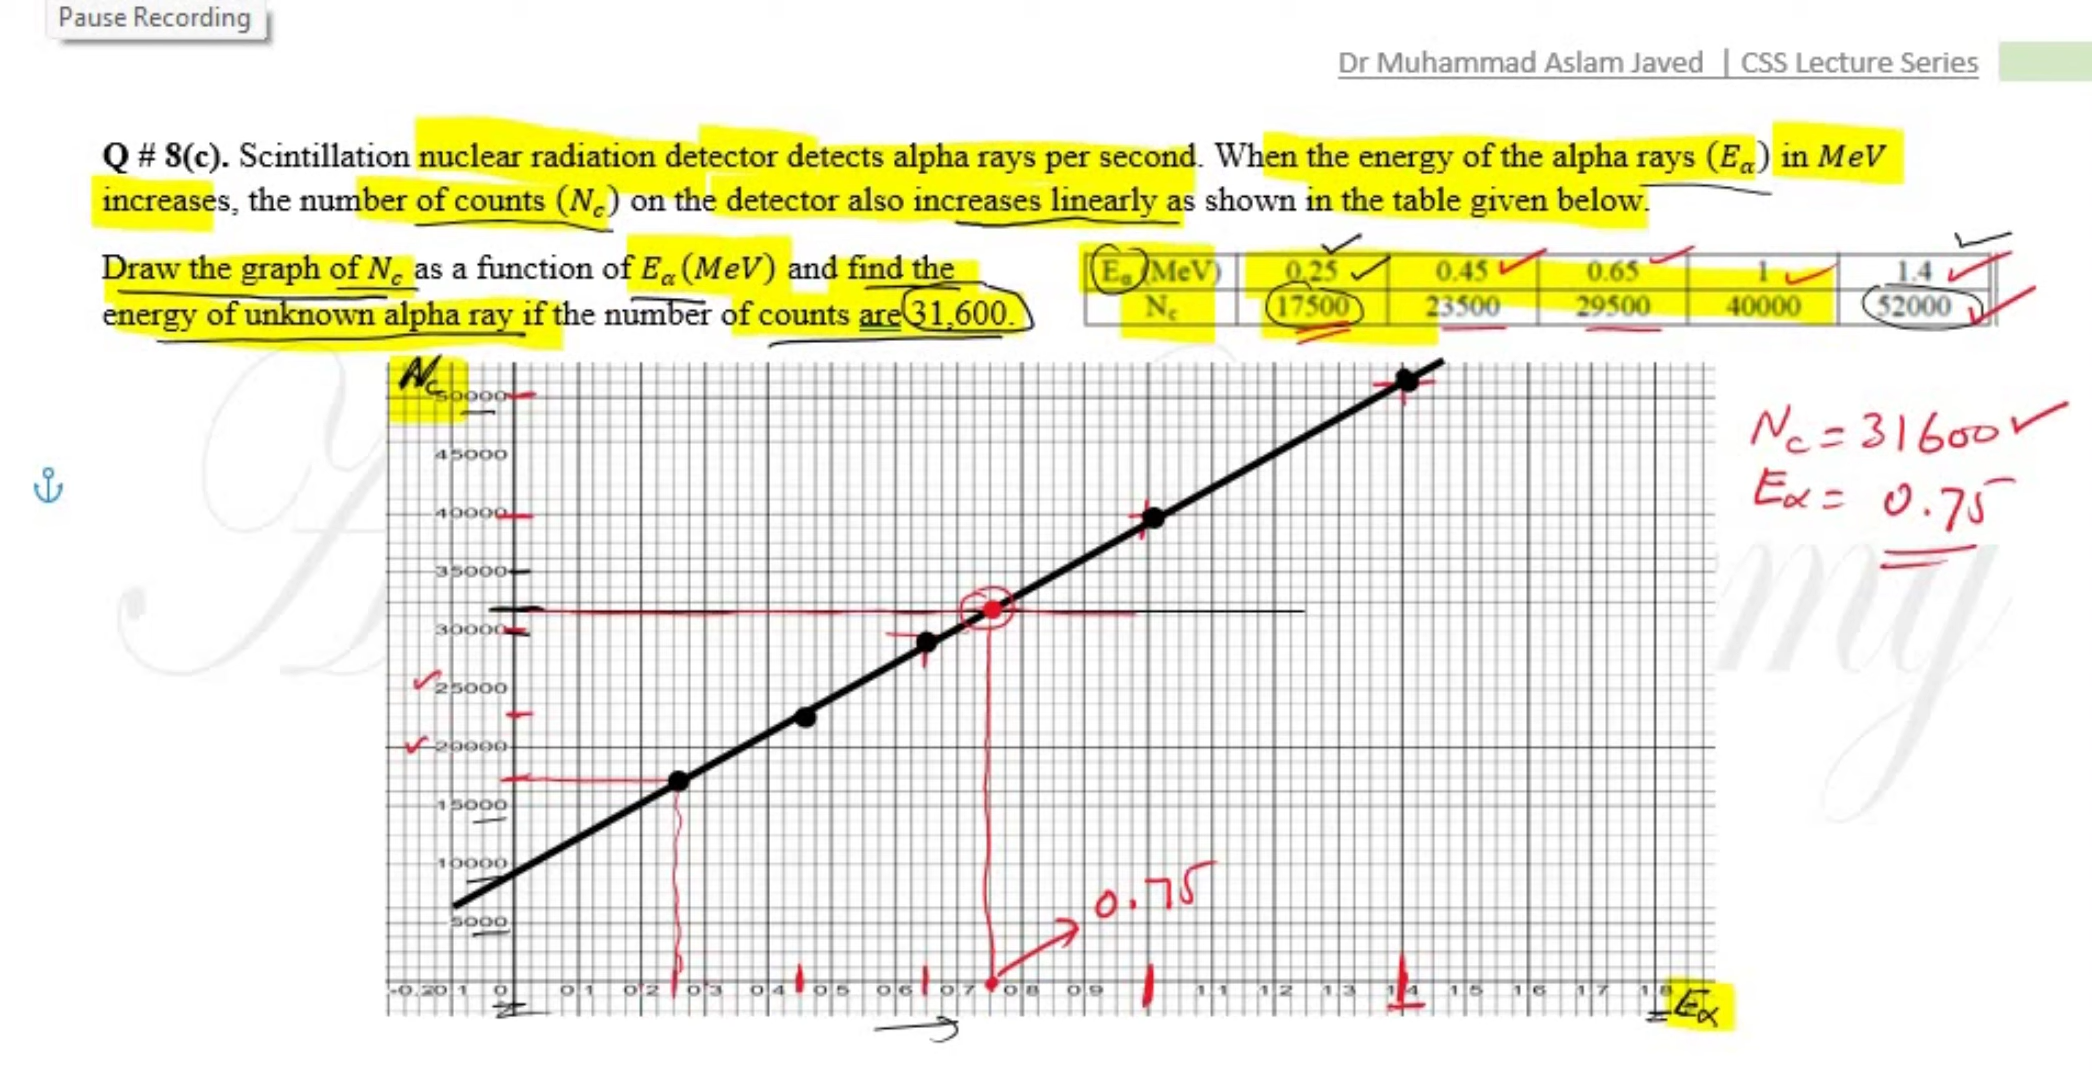 Pause Recording
Dr Muhammad Aslam Javed | CSS Lecture Series
Q # 8(c). Scintillation nuclear radiation detector detects alpha rays per second. When the energy of the alpha rays (Eα) in MeV
increases, the number of counts (Nc) on the detector also increases linearly as shown in the table given below.
Draw the graph of Nc as a function of Eα(MeV) and find the
energy of unknown alpha ray if the number of counts are 31,600.
Eα (MeV) 0.25 0.45 0.65 1 1.4
Nc 17500 23500 29500 40000 52000
Nc
50000
45000
40000
35000
30000
25000
20000
15000
10000
5000
-0.2 0.1 0 0.1 0.2 0.3 0.4 0.5 0.6 0.7 0.8 0.9 1.1 1.2 1.3 1.4 1.5 1.6 1.7 1.8
Eα
0.75
Nc = 31600
Eα = 0.75